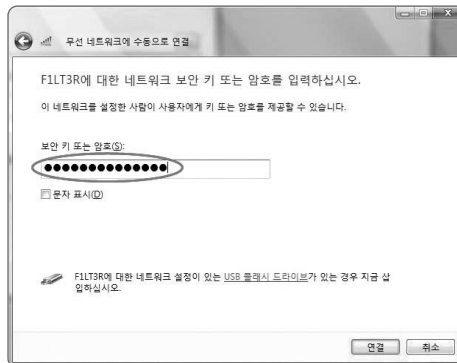 무선 네트워크에 수동으로 연결
F1LT3R에 대한 네트워크 보안 키 또는 암호를 입력하십시오.
이 네트워크를 설정한 사람이 사용자에게 키 또는 암호를 제공할 수 있습니다.
보안 키 또는 암호(S):
●●●●●●●●●●●●●●
문자 표시(D)
F1LT3R에 대한 네트워크 설정이 있는 USB 플래시 드라이브가 있는 경우 지금 삽
입하십시오.
연결 취소